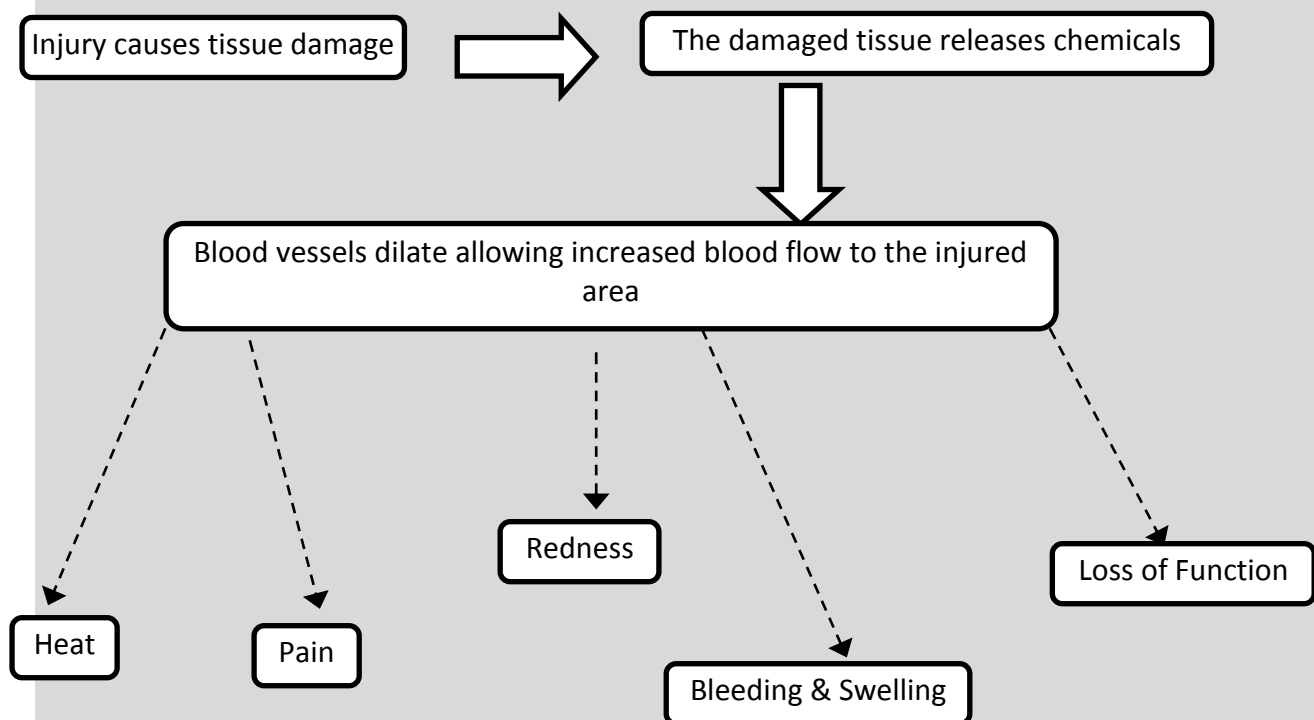 Injury causes tissue damage
The damaged tissue releases chemicals
Blood vessels dilate allowing increased blood flow to the injured
area
Redness
Loss of Function
Heat
Pain
Bleeding & Swelling